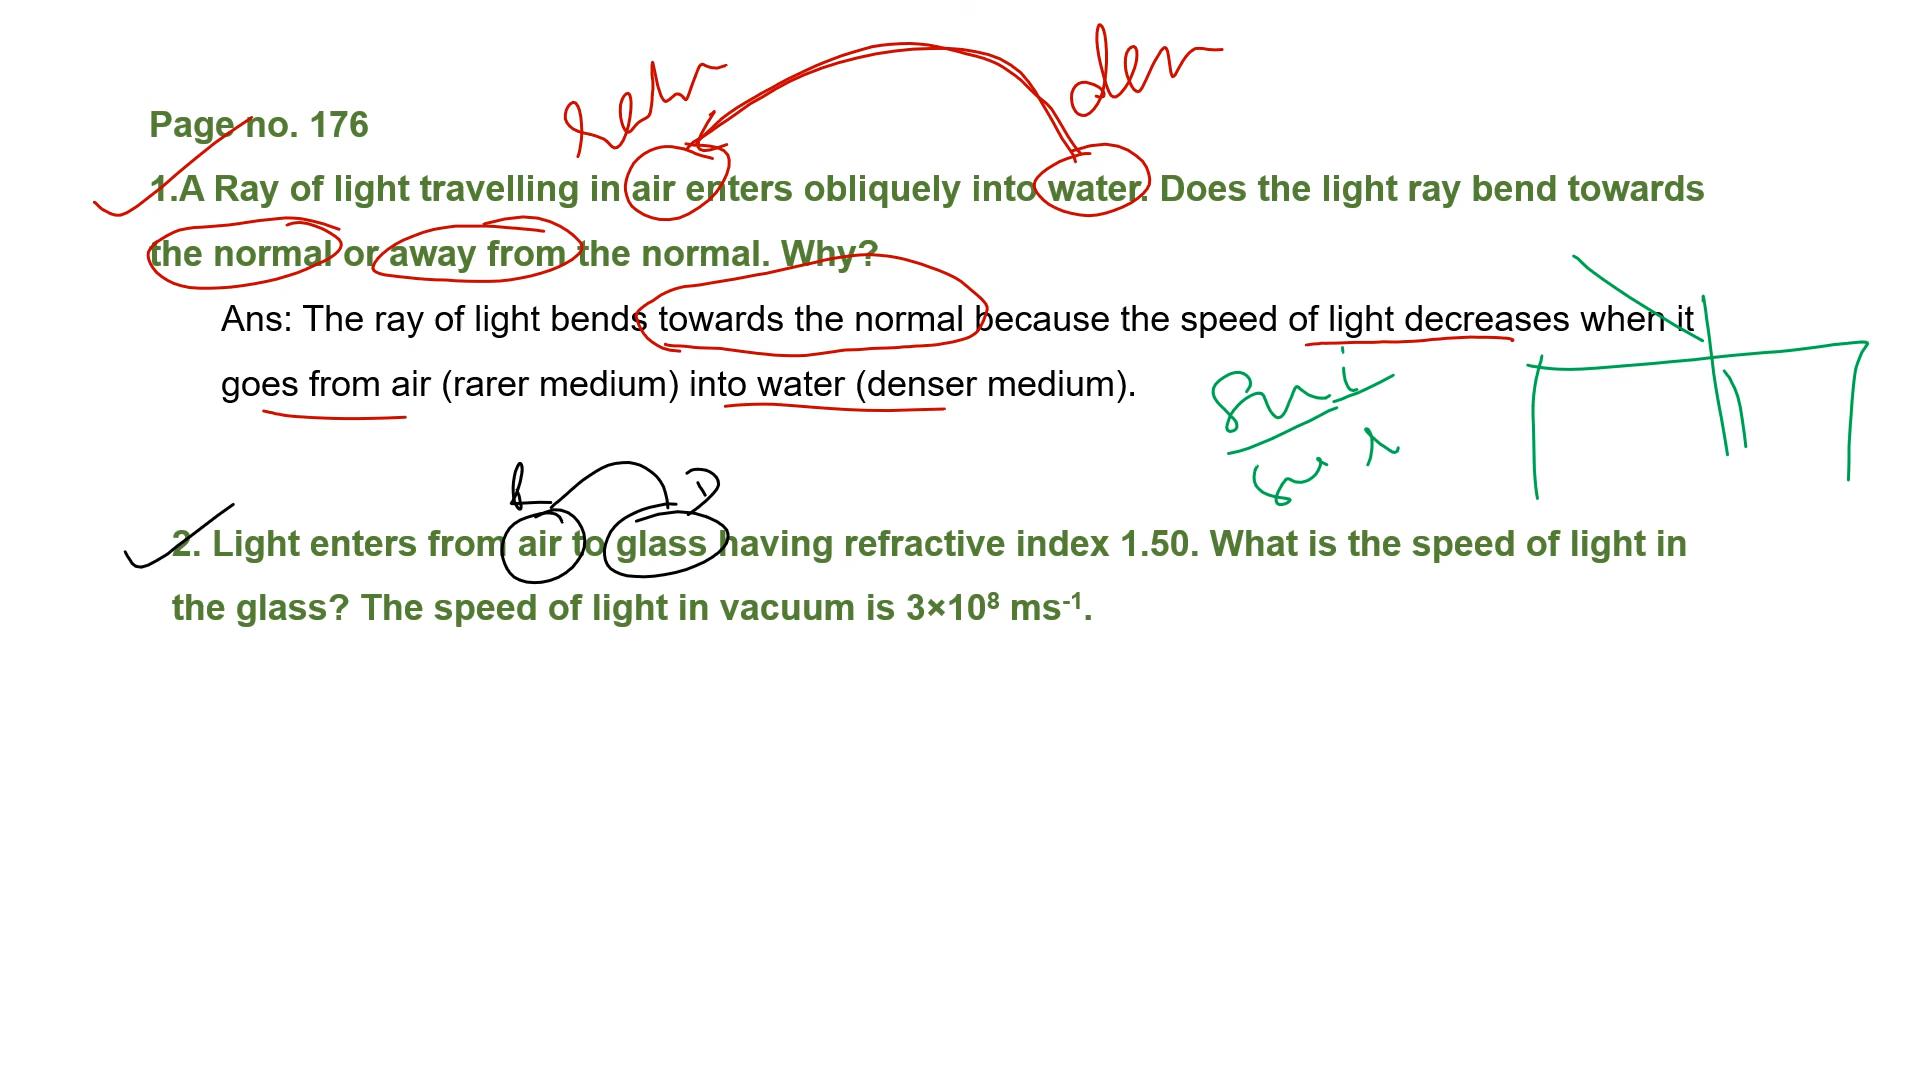 Page no. 176
1.A Ray of light travelling in air enters obliquely into water. Does the light ray bend towards
the normal or away from the normal. Why?
Ans: The ray of light bends towards the normal because the speed of light decreases when it
goes from air (rarer medium) into water (denser medium).
2. Light enters from air to glass having refractive index 1.50. What is the speed of light in
the glass? The speed of light in vacuum is 3×10⁸ ms⁻¹.